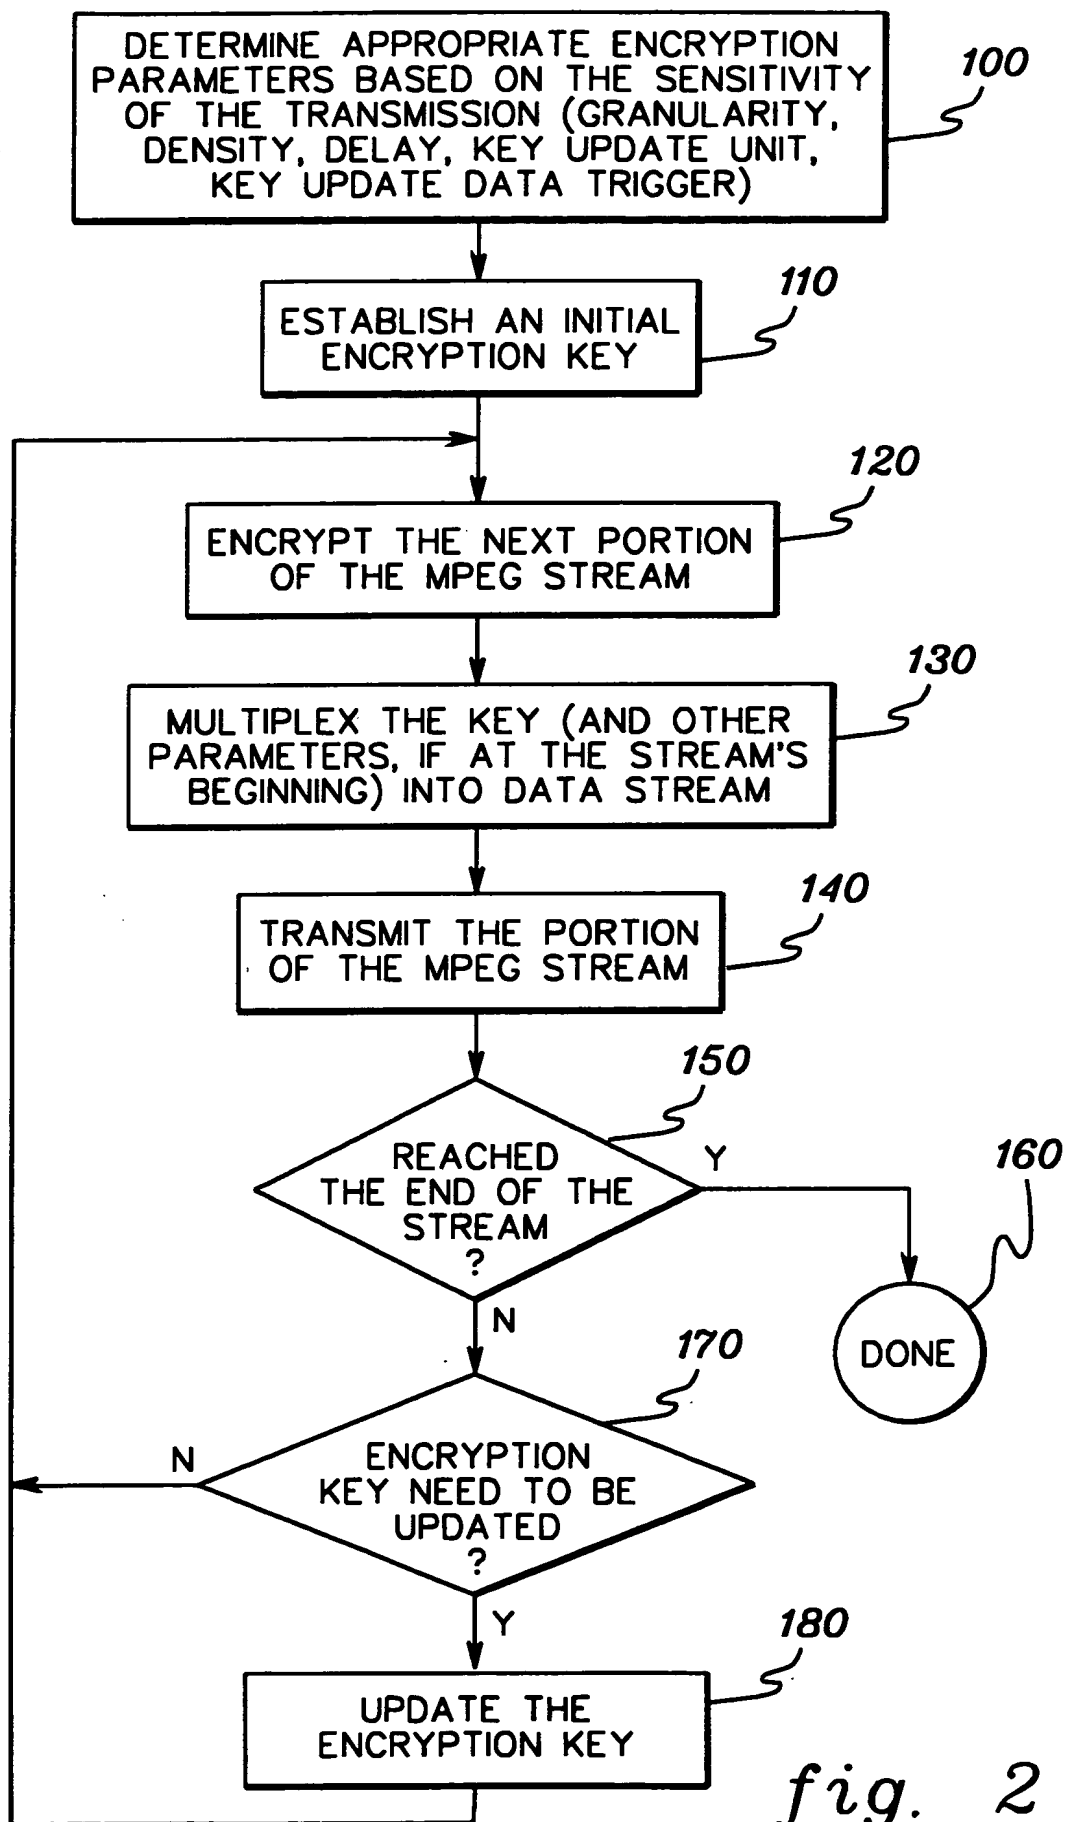 DETERMINE APPROPRIATE ENCRYPTION
PARAMETERS BASED ON THE SENSITIVITY
OF THE TRANSMISSION (GRANULARITY,
DENSITY, DELAY, KEY UPDATE UNIT,
KEY UPDATE DATA TRIGGER)
100
110
ESTABLISH AN INITIAL
ENCRYPTION KEY
120
ENCRYPT THE NEXT PORTION
OF THE MPEG STREAM
130
MULTIPLEX THE KEY (AND OTHER
PARAMETERS, IF AT THE STREAM'S
BEGINNING) INTO DATA STREAM
140
TRANSMIT THE PORTION
OF THE MPEG STREAM
150
REACHED
THE END OF THE
STREAM
?
Y
160
DONE
N
170
ENCRYPTION
KEY NEED TO BE
UPDATED
?
N
Y
180
UPDATE THE
ENCRYPTION KEY
fig. 2